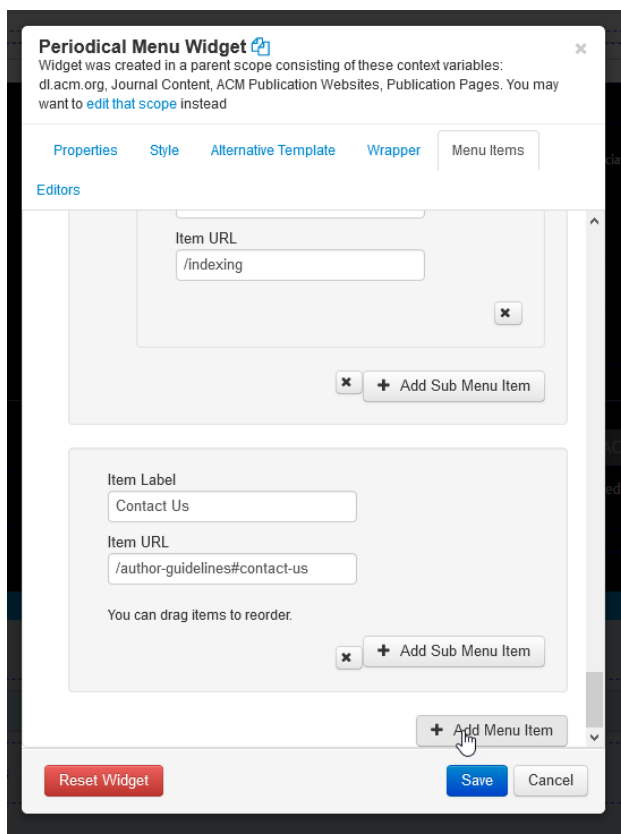 Periodical Menu Widget
Widget was created in a parent scope consisting of these context variables:
dl.acm.org, Journal Content, ACM Publication Websites, Publication Pages. You may
want to edit that scope instead
Properties Style Alternative Template Wrapper Menu Items
Editors
Item URL
/indexing
+ Add Sub Menu Item
Item Label
Contact Us
Item URL
/author-guidelines#contact-us
You can drag items to reorder.
+ Add Sub Menu Item
+ Add Menu Item
Reset Widget Save Cancel